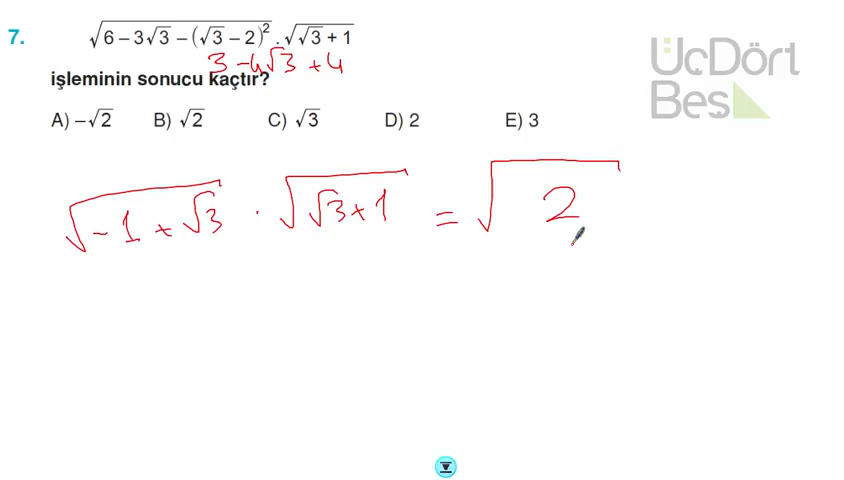 7. √(6 – 3√3 – (√3 – 2)²) · √(√3 + 1)
3 – 4√3 + 4
işleminin sonucu kaçtır?
A) –√2 B) √2 C) √3 D) 2 E) 3
√(-1 + √3) · √(√3 + 1) = √2
ÜçDört
Beş